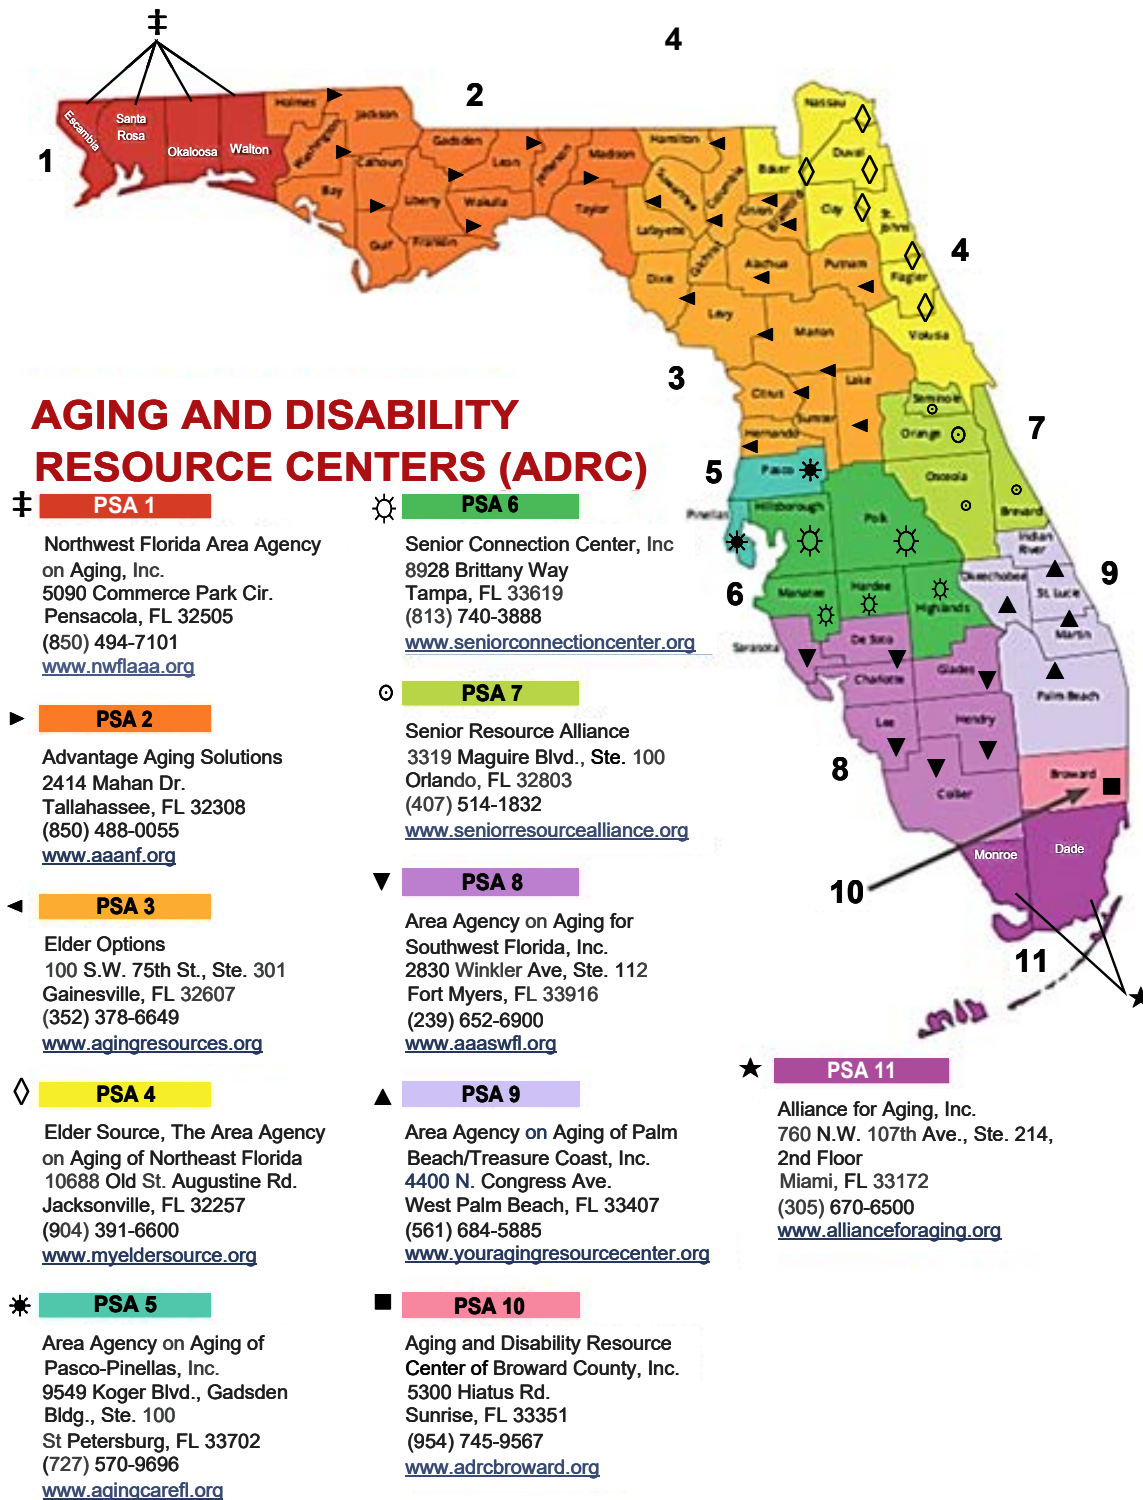 4
2
1
Escambia
Santa
Rosa
Okaloosa
Walton
Holmes
Jackson
Washington
Calhoun
Bay
Gulf
Liberty
Franklin
Gadsden
Leon
Wakulla
Jefferson
Madison
Taylor
Hamilton
Suwannee
Columbia
Lafayette
Dixie
Gilchrist
Union
Baker
Nassau
Duval
Clay
St.
Johns
4
Alachua
Putnam
Flagler
Levy
Marion
Volusia
3
Citrus
Lake
Sumter
Hernando
Seminole
Orange
7
5
Pasco
Osceola
Brevard
Pinellas
Hillsborough
Polk
Indian
River
9
6
Manatee
Hardee
Highlands
Okeechobee
St. Lucie
Martin
Sarasota
De Soto
Charlotte
Glades
Palm Beach
Lee
Hendry
8
Collier
Broward
10
Monroe
Dade
11
AGING AND DISABILITY
RESOURCE CENTERS (ADRC)
PSA 1
Northwest Florida Area Agency
on Aging, Inc.
5090 Commerce Park Cir.
Pensacola, FL 32505
(850) 494-7101
www.nwflaaa.org
PSA 2
Advantage Aging Solutions
2414 Mahan Dr.
Tallahassee, FL 32308
(850) 488-0055
www.aaanf.org
PSA 3
Elder Options
100 S.W. 75th St., Ste. 301
Gainesville, FL 32607
(352) 378-6649
www.agingresources.org
PSA 4
Elder Source, The Area Agency
on Aging of Northeast Florida
10688 Old St. Augustine Rd.
Jacksonville, FL 32257
(904) 391-6600
www.myeldersource.org
PSA 5
Area Agency on Aging of
Pasco-Pinellas, Inc.
9549 Koger Blvd., Gadsden
Bldg., Ste. 100
St Petersburg, FL 33702
(727) 570-9696
www.agingcarefl.org
PSA 6
Senior Connection Center, Inc
8928 Brittany Way
Tampa, FL 33619
(813) 740-3888
www.seniorconnectioncenter.org
PSA 7
Senior Resource Alliance
3319 Maguire Blvd., Ste. 100
Orlando, FL 32803
(407) 514-1832
www.seniorresourcealliance.org
PSA 8
Area Agency on Aging for
Southwest Florida, Inc.
2830 Winkler Ave, Ste. 112
Fort Myers, FL 33916
(239) 652-6900
www.aaaswfl.org
PSA 9
Area Agency on Aging of Palm
Beach/Treasure Coast, Inc.
4400 N. Congress Ave.
West Palm Beach, FL 33407
(561) 684-5885
www.youragingresourcecenter.org
PSA 10
Aging and Disability Resource
Center of Broward County, Inc.
5300 Hiatus Rd.
Sunrise, FL 33351
(954) 745-9567
www.adrcbroward.org
PSA 11
Alliance for Aging, Inc.
760 N.W. 107th Ave., Ste. 214,
2nd Floor
Miami, FL 33172
(305) 670-6500
www.allianceforaging.org